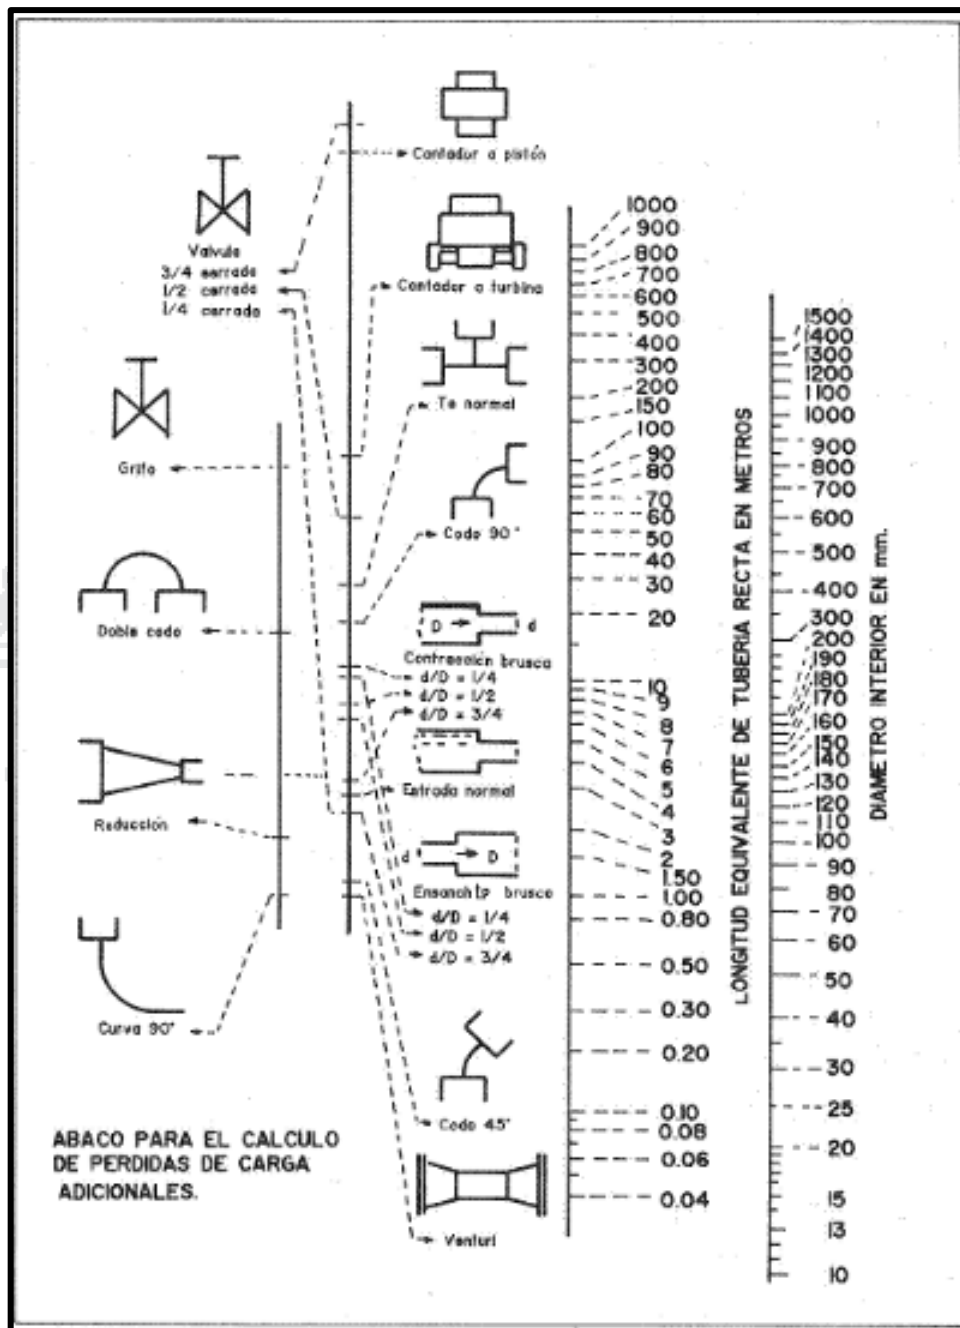 Contador a pistón
Valvula
3/4 serrado
1/2 cerrado
1/4 cerrado
Contador a turbina
Te normal
Grifo
Codo 90°
Doble codo
D
d
Contracción brusca
d/D = 1/4
d/D = 1/2
d/D = 3/4
Entrada normal
Reducción
d
D
Ensanchțe brusco
d/D = 1/4
d/D = 1/2
d/D = 3/4
Curva 90°
Codo 45°
Venturi
ABACO PARA EL CALCULO
DE PERDIDAS DE CARGA
ADICIONALES.
1000
900
800
700
600
500
400
300
200
150
100
90
80
70
60
50
40
30
20
10
9
8
7
6
5
4
3
2
1.50
1.00
0.80
0.50
0.30
0.20
0.10
0.08
0.06
0.04
LONGITUD EQUIVALENTE DE TUBERIA RECTA EN METROS
1500
1400
1300
1200
1100
1000
900
800
700
600
500
400
300
200
190
180
170
160
150
140
130
120
110
100
90
80
70
60
50
40
30
25
20
15
13
10
DIAMETRO INTERIOR EN mm.